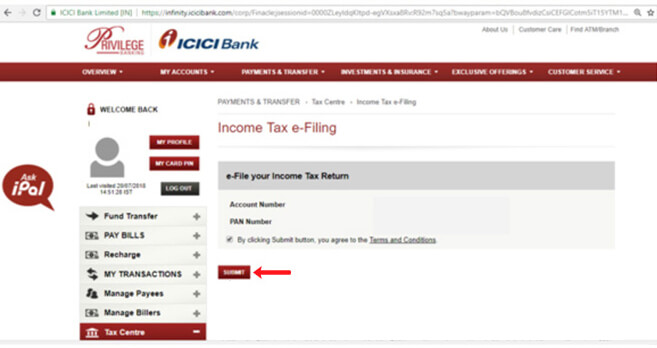 ICICI Bank Limited [IN] | https://infinity.icicibank.com/corp/Finacle;jsessionid=
About Us | Customer Care | Find ATM/Branch
PRIVILEGE BANKING ICICI Bank
OVERVIEW MY ACCOUNTS PAYMENTS & TRANSFER INVESTMENTS & INSURANCE EXCLUSIVE OFFERINGS CUSTOMER SERVICE
WELCOME BACK
PAYMENTS & TRANSFER Tax Centre Income Tax e-Filing
Income Tax e-Filing
MY PROFILE
MY CARD PIN
Last visited 28/07/2018
14:51:28 IST
LOG OUT
Ask iPal
e-File your Income Tax Return
Account Number
PAN Number
By clicking Submit button, you agree to the Terms and Conditions.
SUBMIT
Fund Transfer +
PAY BILLS +
Recharge +
MY TRANSACTIONS +
Manage Payees +
Manage Billers +
Tax Centre −